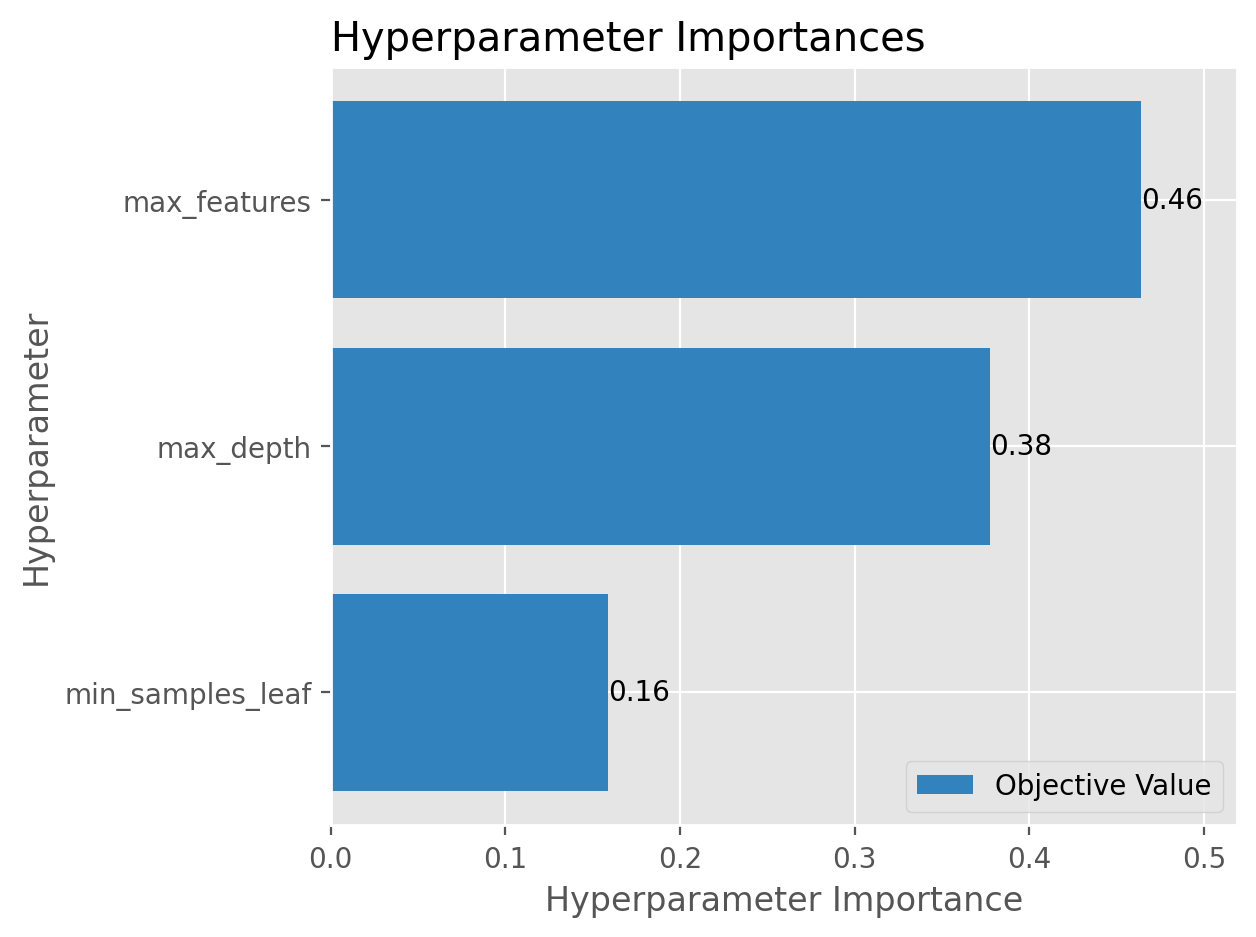 Hyperparameter Importances
Hyperparameter
max_features
0.46
max_depth
0.38
min_samples_leaf
0.16
Objective Value
0.0 0.1 0.2 0.3 0.4 0.5
Hyperparameter Importance